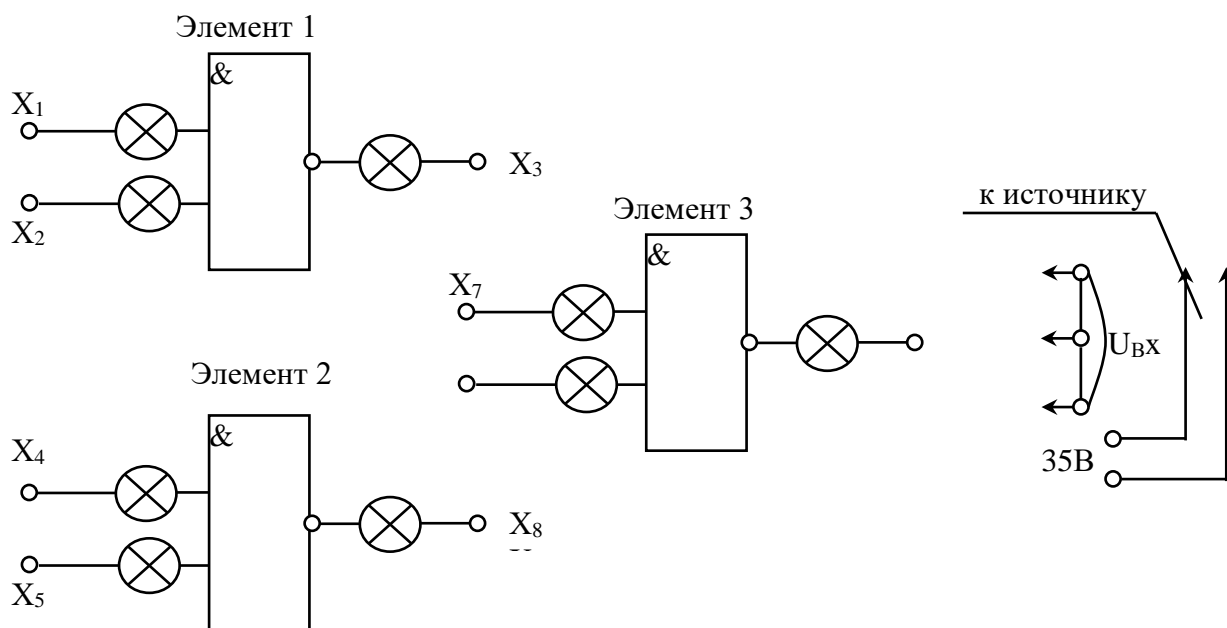 Элемент 1
&
X1
X2
X3
Элемент 3
&
X7
к источнику
UВх
35В
Элемент 2
&
X4
X5
X8